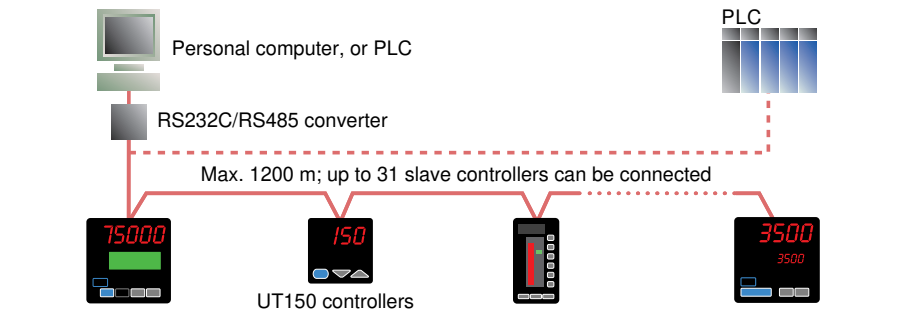 PLC
Personal computer, or PLC
RS232C/RS485 converter
Max. 1200 m; up to 31 slave controllers can be connected
75000
150
3500
3500
UT150 controllers